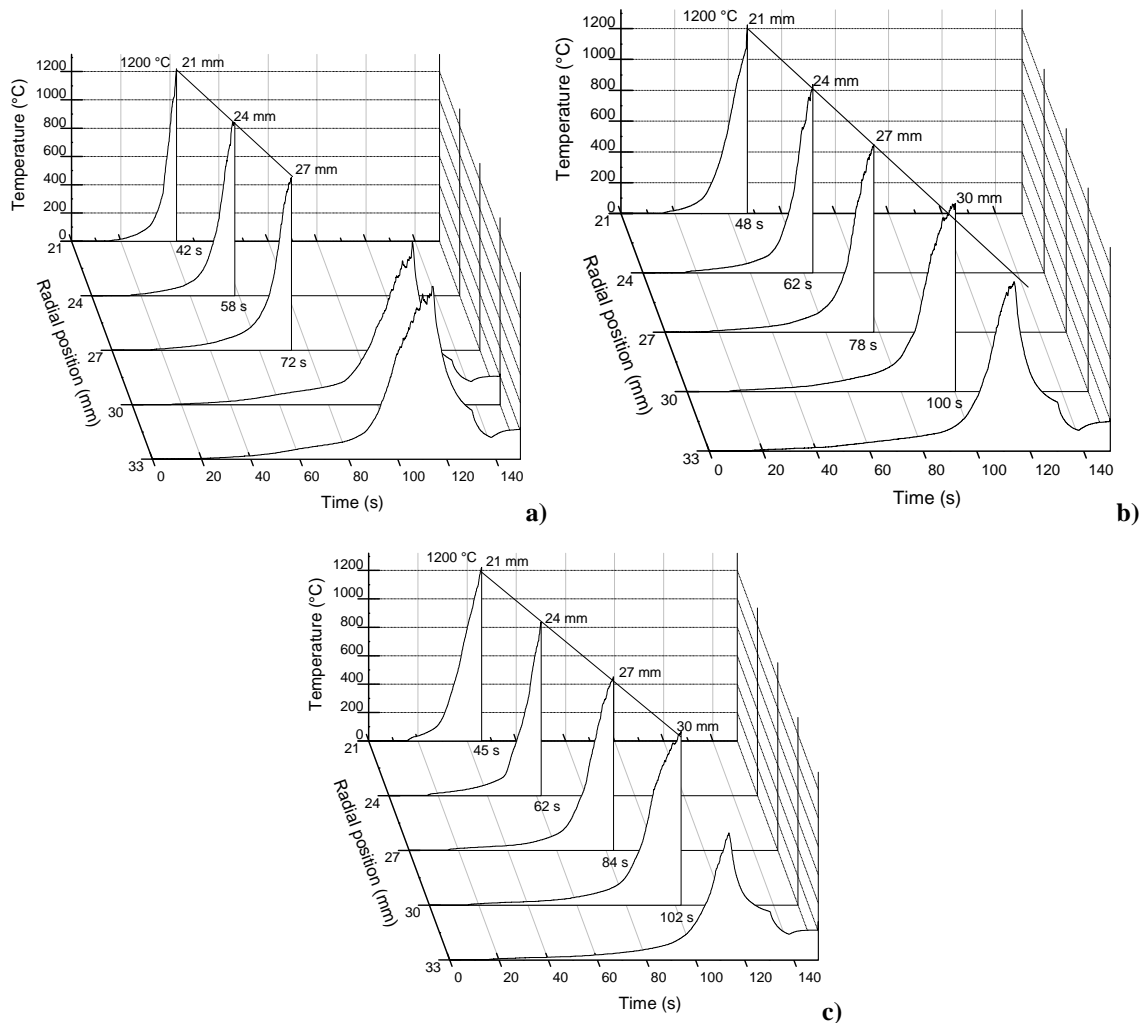 1200 °C 21 mm
1200
1000
800
600
400
200
0
Temperature (°C)
24 mm
27 mm
42 s
58 s
72 s
21
24
27
30
33
Radial position (mm)
0 20 40 60 80 100 120 140
Time (s)
a)
1200 °C 21 mm
1200
1000
800
600
400
200
0
Temperature (°C)
24 mm
27 mm
30 mm
48 s
62 s
78 s
100 s
21
24
27
30
33
Radial position (mm)
0 20 40 60 80 100 120 140
Time (s)
b)
1200 °C 21 mm
1200
1000
800
600
400
200
0
Temperature (°C)
24 mm
27 mm
30 mm
45 s
62 s
84 s
102 s
21
24
27
30
33
Radial position (mm)
0 20 40 60 80 100 120 140
Time (s)
c)